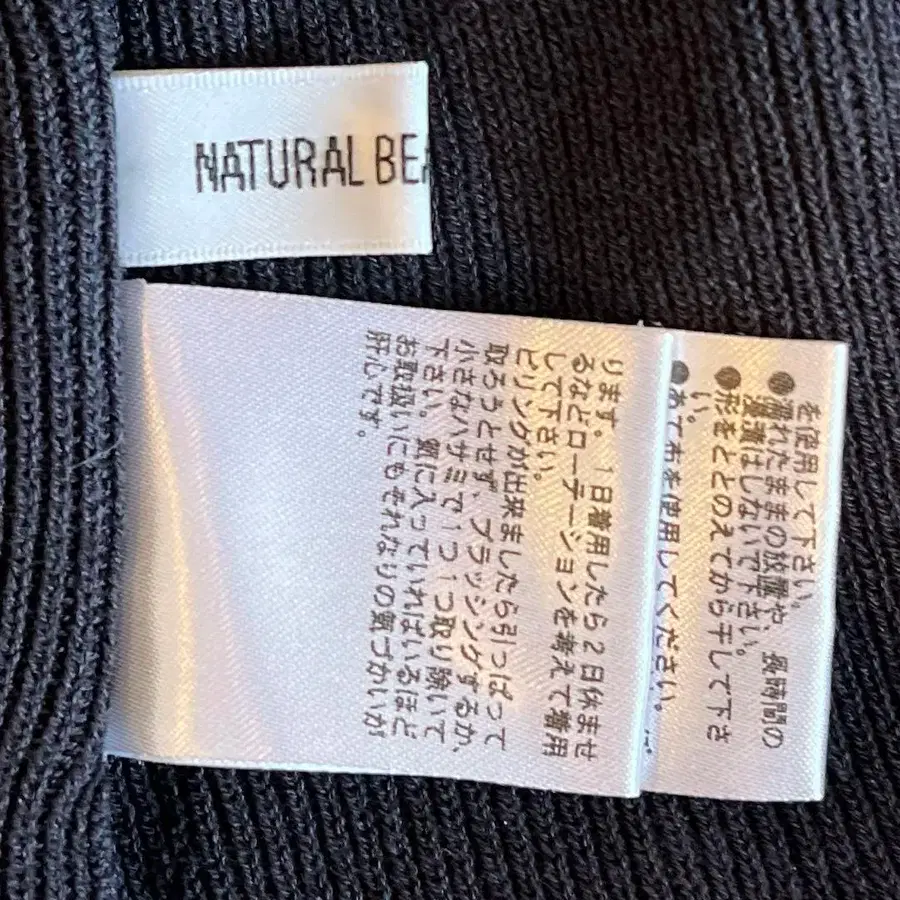 NATURAL BE
を使用して下さい。
●濡れたままの放置や、長時間の
浸漬はしないで下さい。
●形をととのえてから干して下さ
い。
●あて布を使用してください。
ります。1日着用したら2日休ませ
るなどローテーションを考えて着用
して下さい。
ピリングが出来ましたら引っぱって
取ろうとせず、ブラッシングするか、
小さなハサミで1つ1つ取り除いて
下さい。気に入っていればいるほど
お取扱いにもそれなりの気づかいが
肝心です。